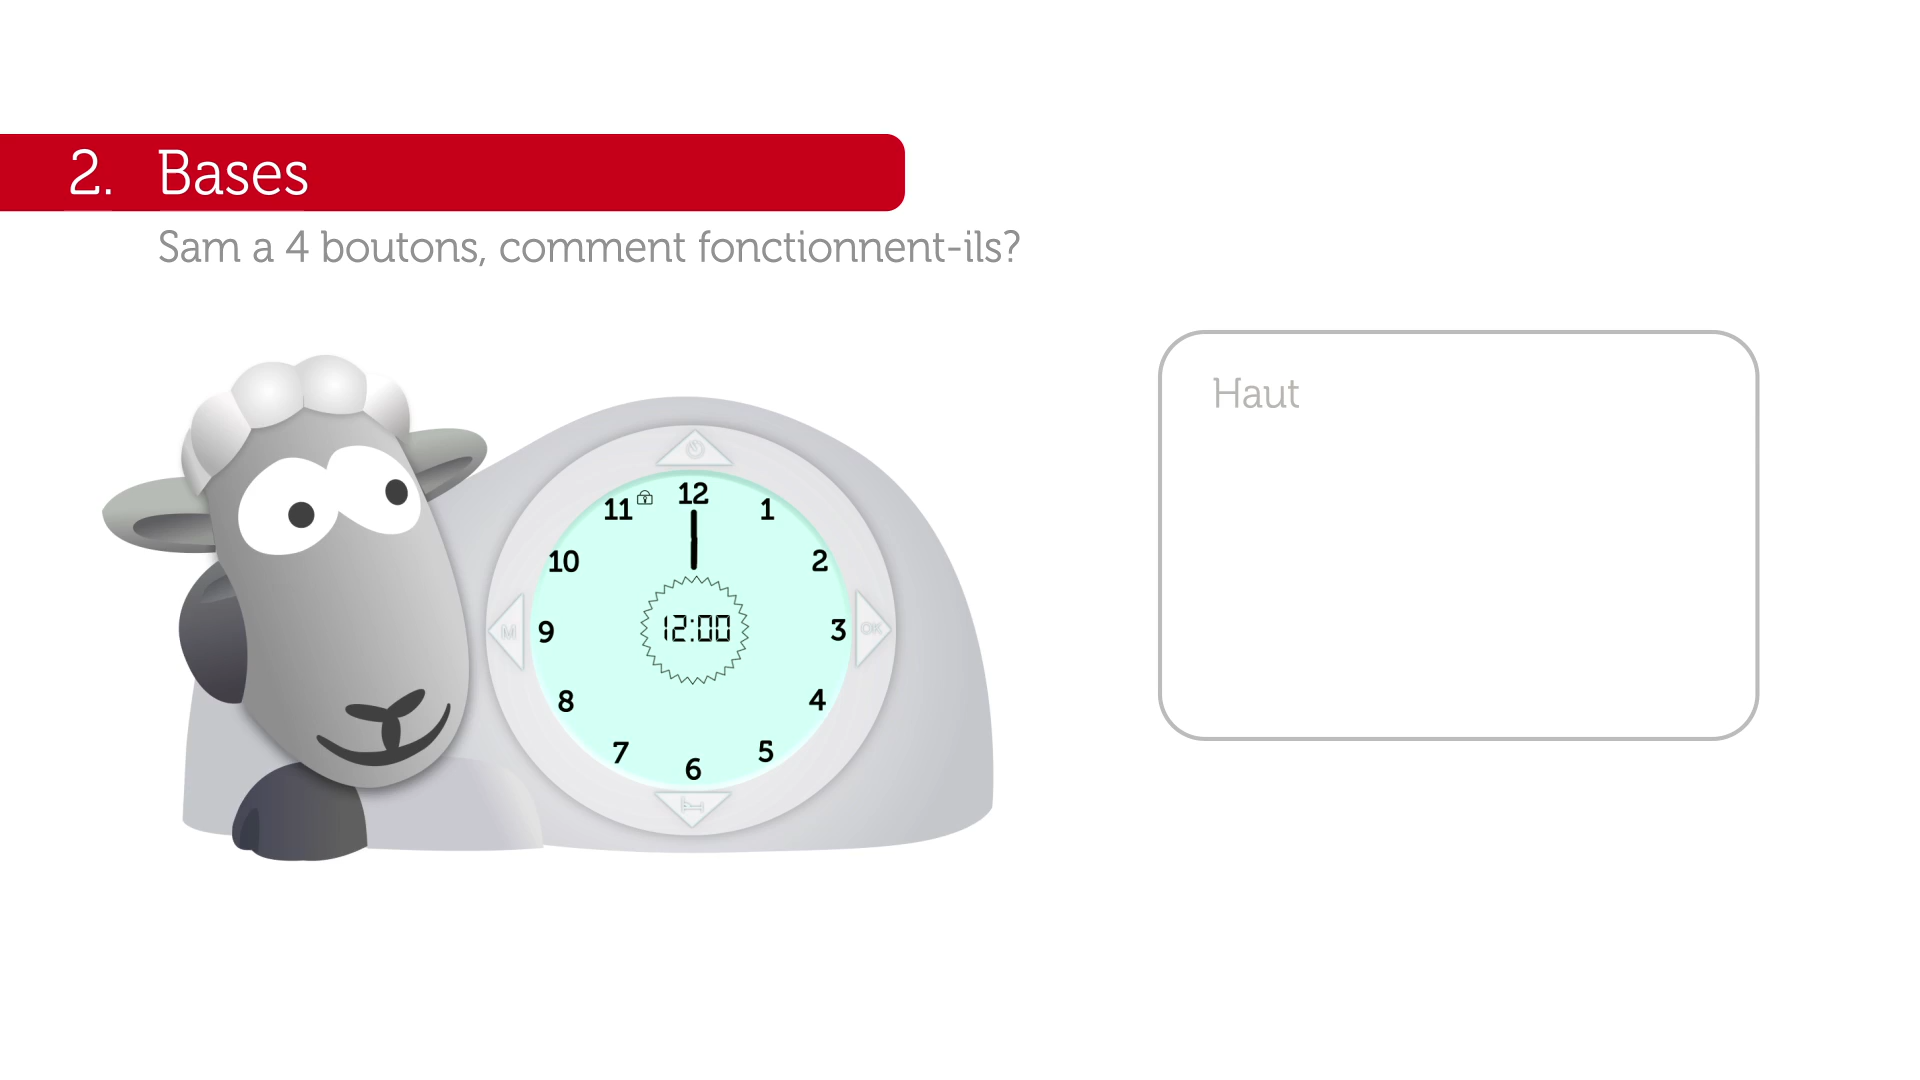 2. Bases
Sam a 4 boutons, comment fonctionnent-ils?
Haut
12
11
1
10
2
12:00
9
3
M
OK
8
4
7
5
6